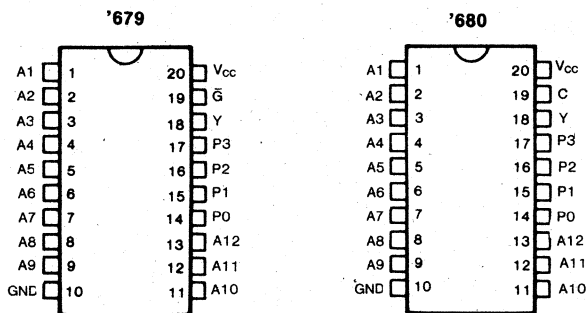 '679
A1 1 20 VCC
A2 2 19 G̅
A3 3 18 Y
A4 4 17 P3
A5 5 16 P2
A6 6 15 P1
A7 7 14 P0
A8 8 13 A12
A9 9 12 A11
GND 10 11 A10
'680
A1 1 20 VCC
A2 2 19 C
A3 3 18 Y
A4 4 17 P3
A5 5 16 P2
A6 6 15 P1
A7 7 14 P0
A8 8 13 A12
A9 9 12 A11
GND 10 11 A10